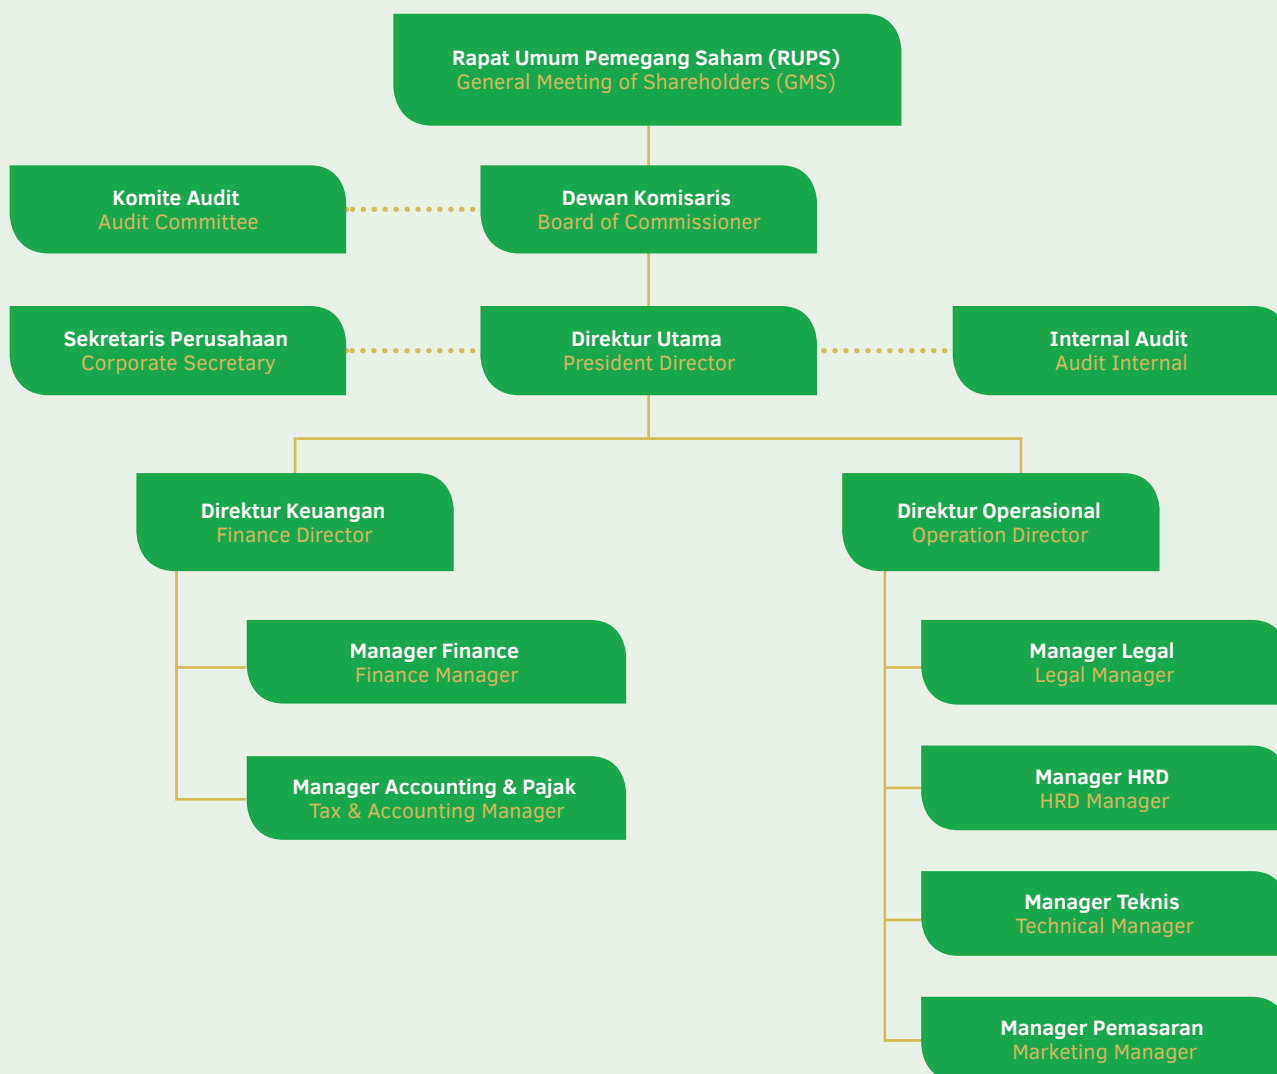 Rapat Umum Pemegang Saham (RUPS)
General Meeting of Shareholders (GMS)
Komite Audit
Audit Committee
Dewan Komisaris
Board of Commissioner
Sekretaris Perusahaan
Corporate Secretary
Direktur Utama
President Director
Internal Audit
Audit Internal
Direktur Keuangan
Finance Director
Direktur Operasional
Operation Director
Manager Finance
Finance Manager
Manager Accounting & Pajak
Tax & Accounting Manager
Manager Legal
Legal Manager
Manager HRD
HRD Manager
Manager Teknis
Technical Manager
Manager Pemasaran
Marketing Manager